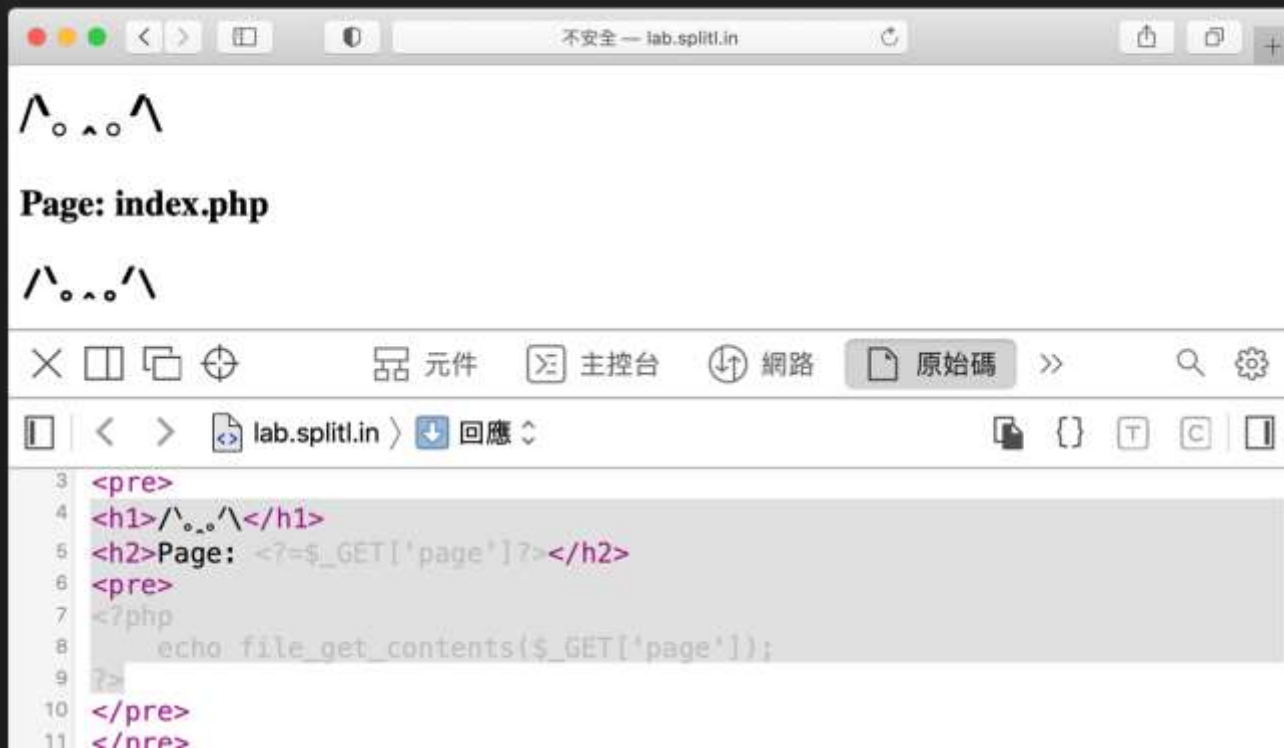 不安全 — lab.splitl.in
/ᐠ｡‸｡ᐟ\
Page: index.php
/ᐠ｡‸｡ᐟ\
元件 主控台 網路 原始碼
lab.splitl.in 〉 回應
3 <pre>
4 <h1>/ᐠ｡‸｡ᐟ\</h1>
5 <h2>Page: <?=$_GET['page']?></h2>
6 <pre>
7 <?php
8 echo file_get_contents($_GET['page']);
9 ?>
10 </pre>
11 </pre>